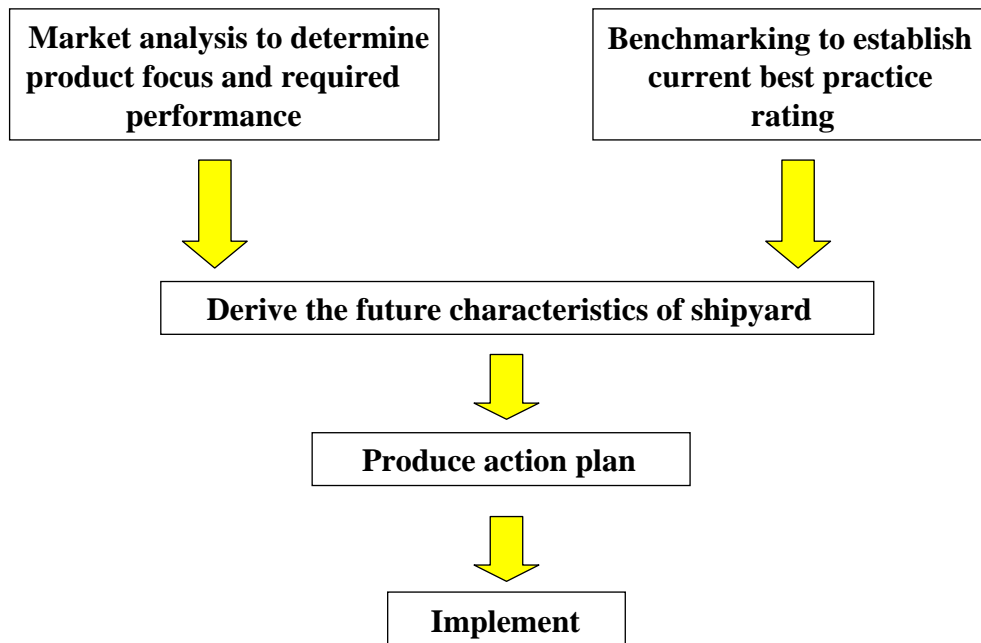 Market analysis to determine
product focus and required
performance
Benchmarking to establish
current best practice
rating
Derive the future characteristics of shipyard
Produce action plan
Implement